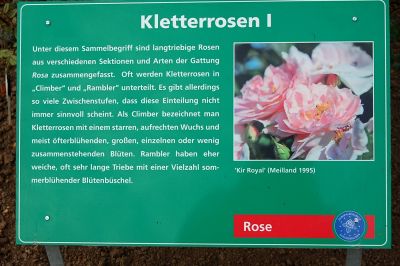 Kletterrosen I
Unter diesem Sammelbegriff sind langtriebige Rosen
aus verschiedenen Sektionen und Arten der Gattung
Rosa zusammengefasst. Oft werden Kletterrosen in
„Climber“ und „Rambler“ unterteilt. Es gibt allerdings
so viele Zwischenstufen, dass diese Einteilung nicht
immer sinnvoll scheint. Als Climber bezeichnet man
Kletterrosen mit einem starren, aufrechten Wuchs und
meist öfterblühenden, großen, einzelnen oder wenig
zusammenstehenden Blüten. Rambler haben eher
weiche, oft sehr lange Triebe mit einer Vielzahl som-
merblühender Blütenbüschel.
'Kir Royal' (Meilland 1995)
Rose